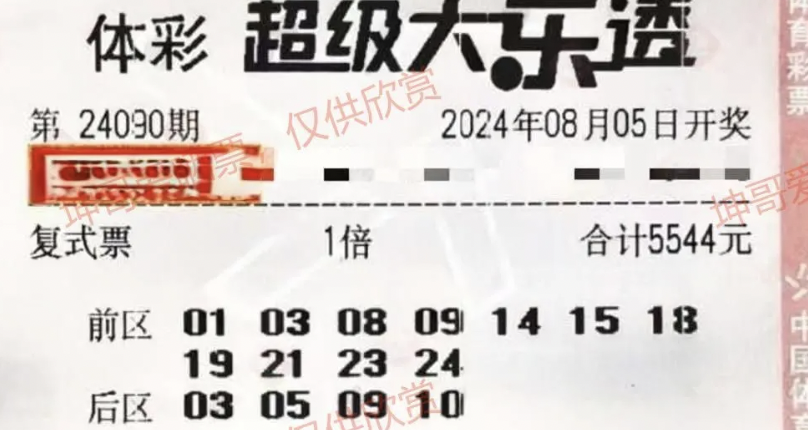 体彩 超级大乐透
第 24090期 2024年08月05日开奖
复式票 1倍 合计5544元
前区 01 03 08 09 14 15 18
19 21 23 24
后区 03 05 09 10
仅供欣赏
仅供欣赏
坤哥爱
体育彩票
中国体育